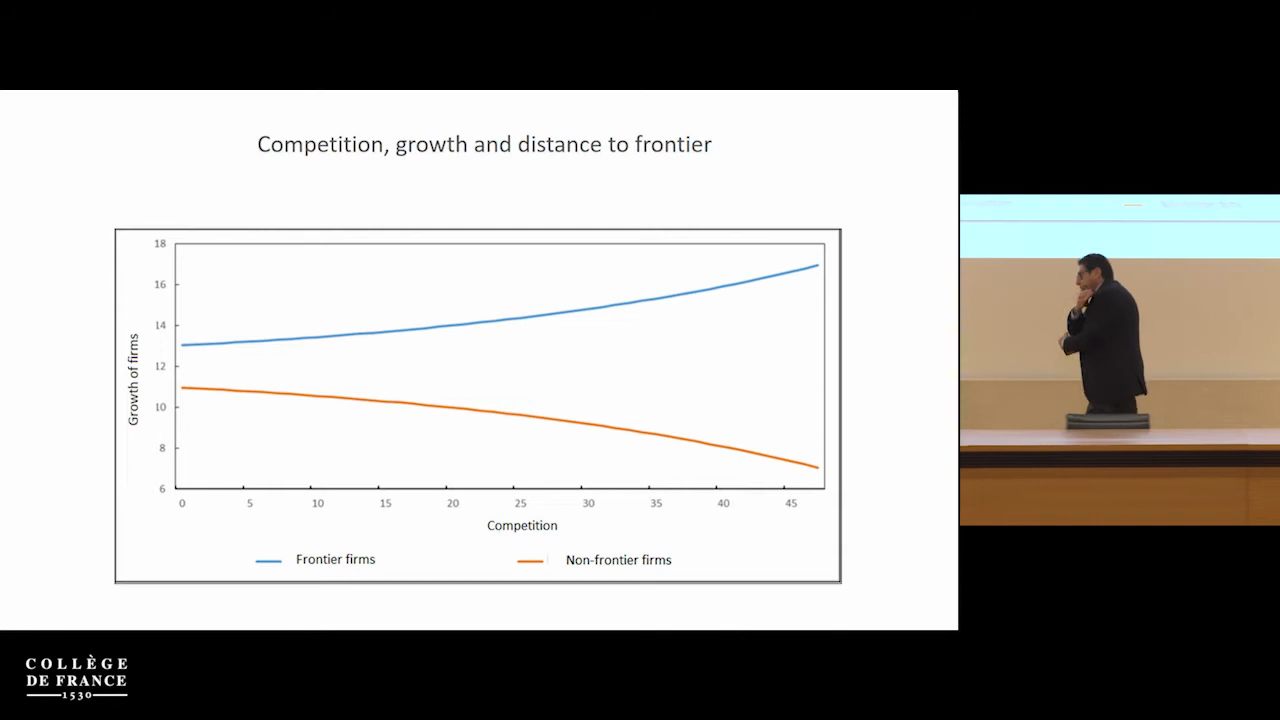 Competition, growth and distance to frontier
18
16
14
12
10
8
6
Growth of firms
0 5 10 15 20 25 30 35 40 45
Competition
Frontier firms
Non-frontier firms
COLLÈGE
DE FRANCE
1530